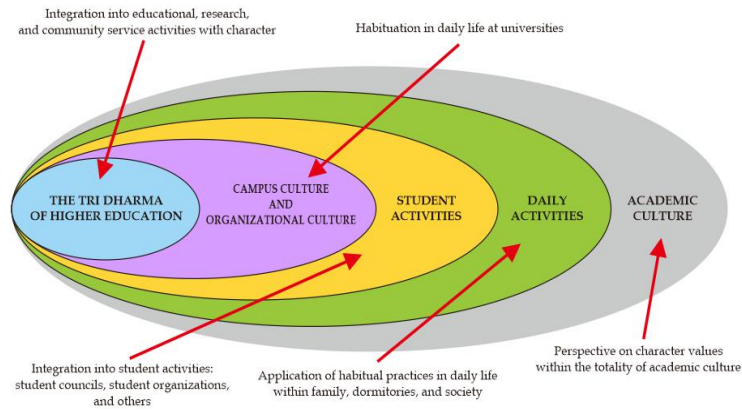 Integration into educational, research,
and community service activities with character
Habituation in daily life at universities
THE TRI DHARMA
OF HIGHER EDUCATION
CAMPUS CULTURE
AND
ORGANIZATIONAL CULTURE
STUDENT
ACTIVITIES
DAILY
ACTIVITIES
ACADEMIC
CULTURE
Integration into student activities:
student councils, student organizations,
and others
Application of habitual practices in daily life
within family, dormitories, and society
Perspective on character values
within the totality of academic culture